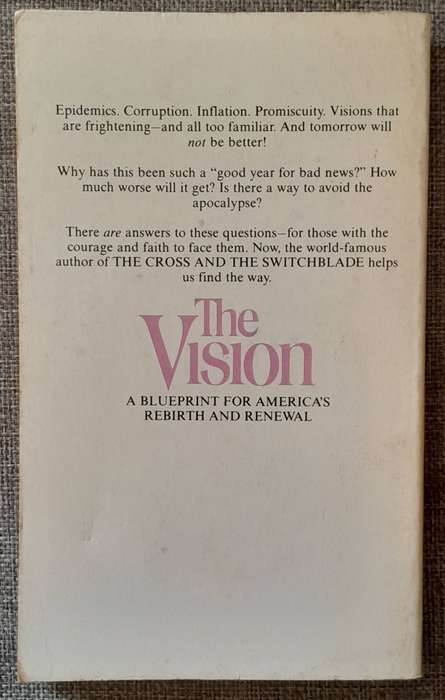 Epidemics. Corruption. Inflation. Promiscuity. Visions that
are frightening—and all too familiar. And tomorrow will
not be better!
Why has this been such a "good year for bad news?" How
much worse will it get? Is there a way to avoid the
apocalypse?
There are answers to these questions—for those with the
courage and faith to face them. Now, the world-famous
author of THE CROSS AND THE SWITCHBLADE helps
us find the way.
The
Vision
A BLUEPRINT FOR AMERICA'S
REBIRTH AND RENEWAL